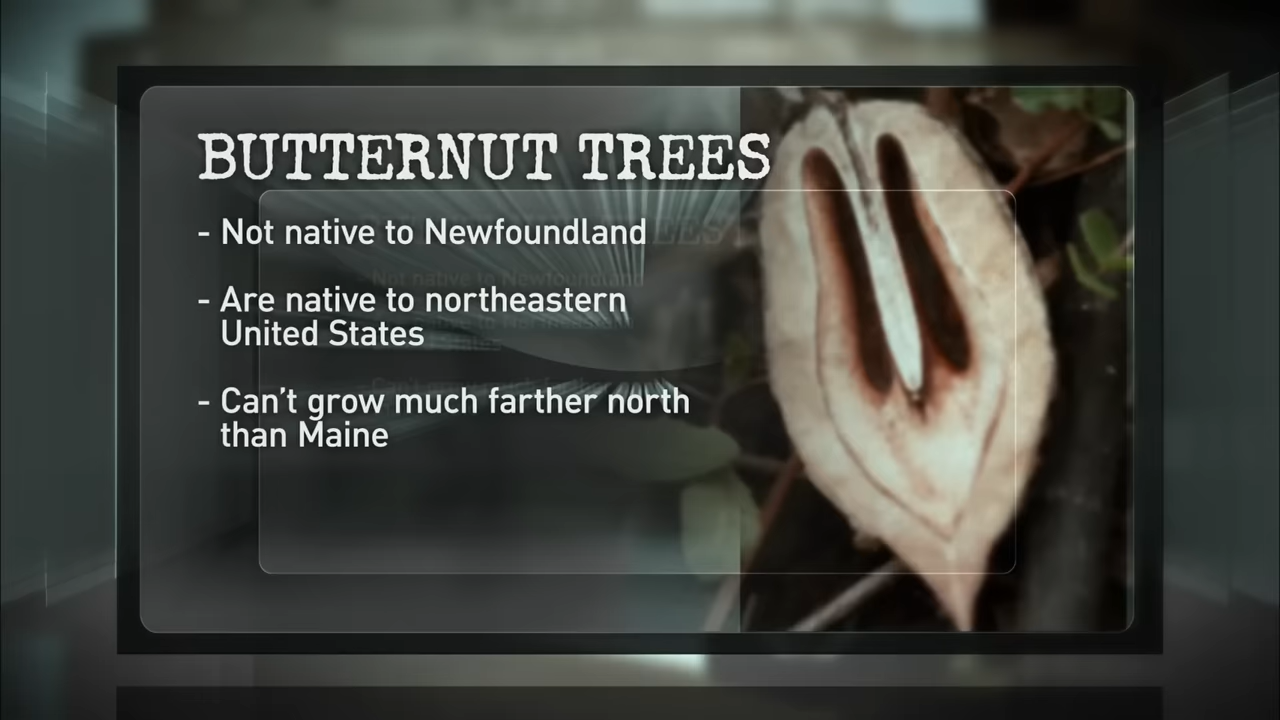 BUTTERNUT TREES
- Not native to Newfoundland
- Are native to northeastern
United States
- Can't grow much farther north
than Maine